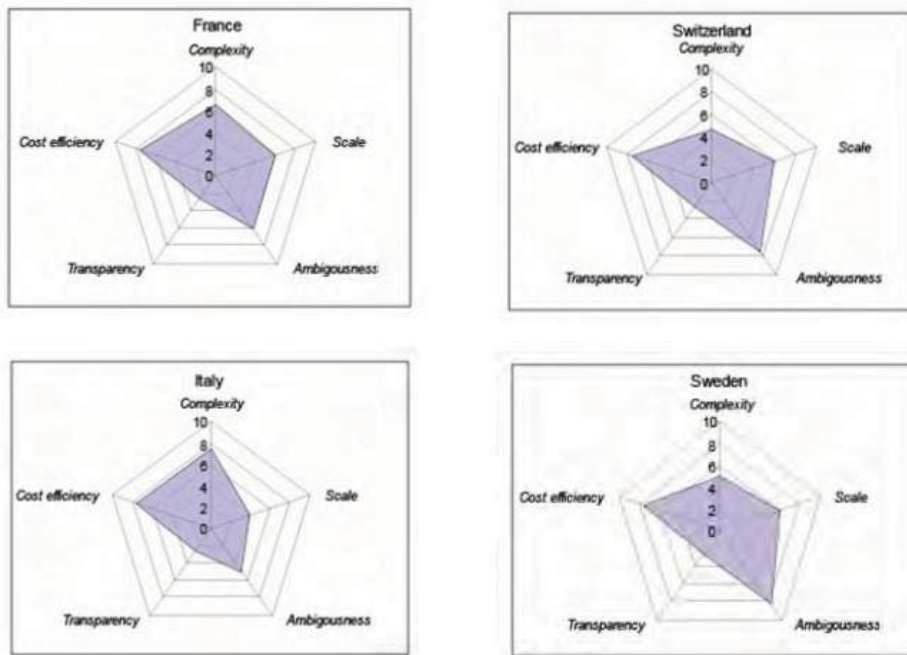 France
Complexity
10
8
6
4
2
0
Cost efficiency
Scale
Transparency
Ambigousness
Switzerland
Complexity
10
8
6
4
2
0
Cost efficiency
Scale
Transparency
Ambigousness
Italy
Complexity
10
8
6
4
2
0
Cost efficiency
Scale
Transparency
Ambigousness
Sweden
Complexity
10
8
6
4
2
0
Cost efficiency
Scale
Transparency
Ambigousness